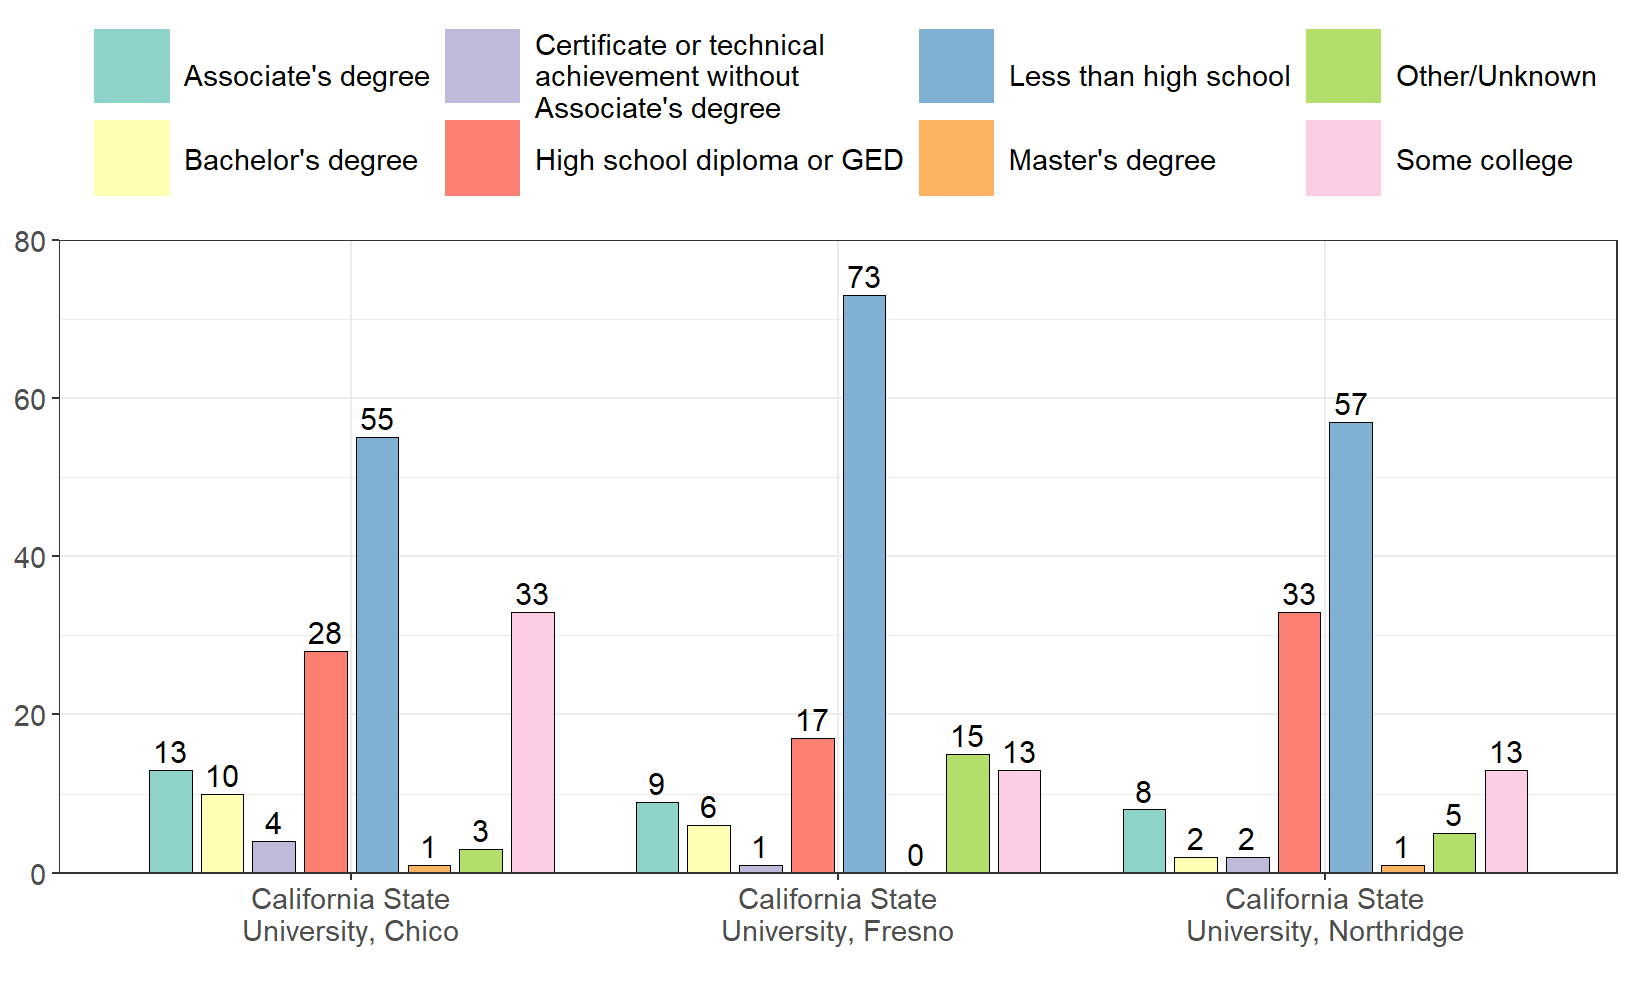 Associate's degree
Certificate or technical
achievement without
Associate's degree
Less than high school
Other/Unknown
Bachelor's degree
High school diploma or GED
Master's degree
Some college
80
60
40
20
0
13
10
4
28
55
1
3
33
9
6
1
17
73
0
15
13
8
2
2
33
57
1
5
13
California State
University, Chico
California State
University, Fresno
California State
University, Northridge